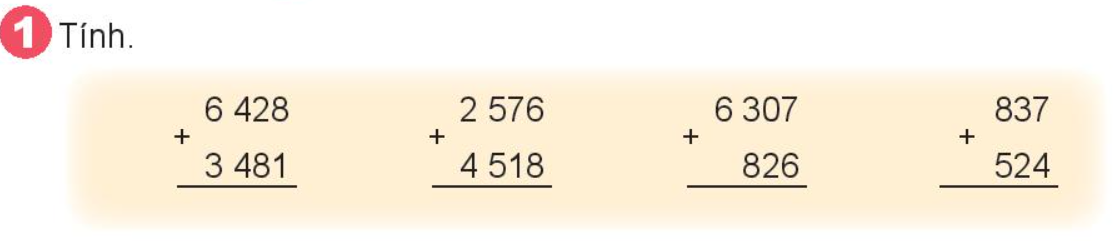 1 Tính.
6 428 2 576 6 307 837
+ + + +
3 481 4 518 826 524